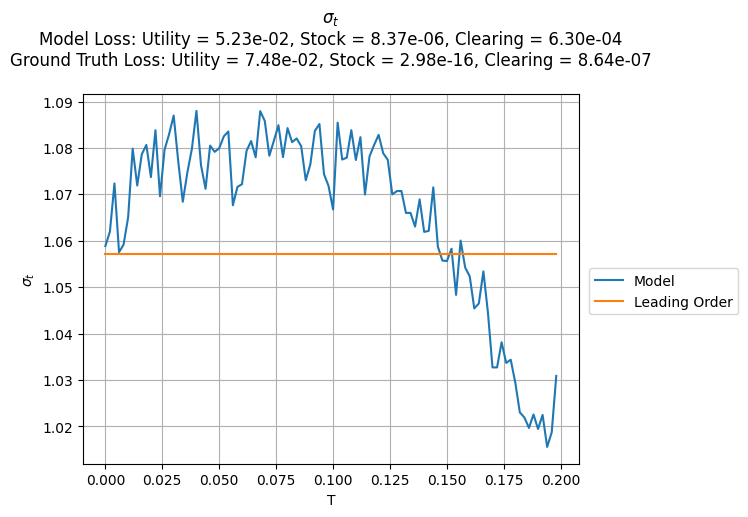 σt
Model Loss: Utility = 5.23e-02, Stock = 8.37e-06, Clearing = 6.30e-04
Ground Truth Loss: Utility = 7.48e-02, Stock = 2.98e-16, Clearing = 8.64e-07
1.09
1.08
1.07
1.06
1.05
1.04
1.03
1.02
σt
0.000 0.025 0.050 0.075 0.100 0.125 0.150 0.175 0.200
T
Model
Leading Order